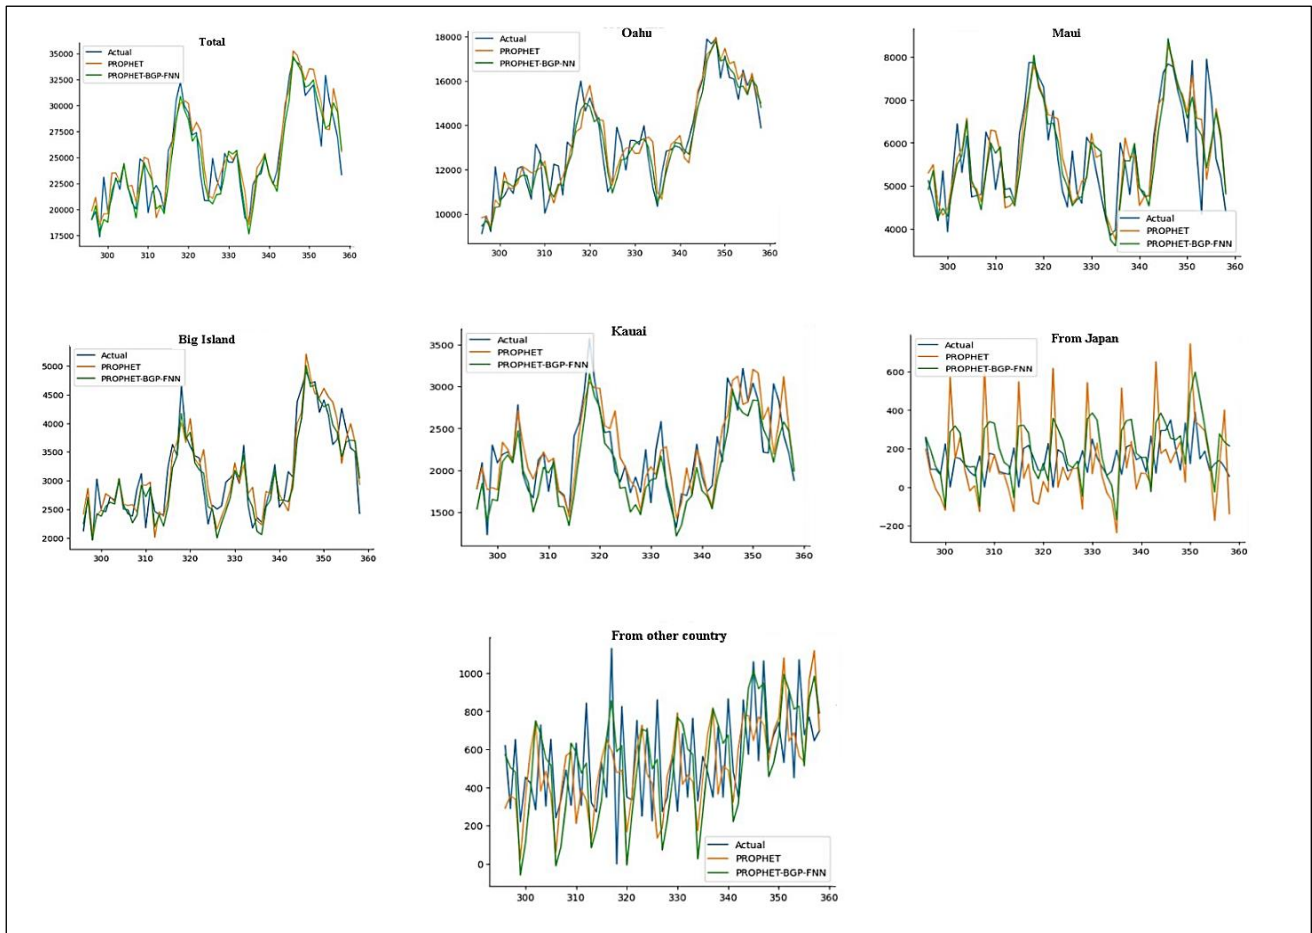 Total
Actual
PROPHET
PROPHET-BGP-FNN
35000
32500
30000
27500
25000
22500
20000
17500
300 310 320 330 340 350 360
Oahu
Actual
PROPHET
PROPHET-BGP-NN
18000
16000
14000
12000
10000
300 310 320 330 340 350 360
Maui
8000
7000
6000
5000
4000
Actual
PROPHET
PROPHET-BGP-FNN
300 310 320 330 340 350 360
Big Island
Actual
PROPHET
PROPHET-BGP-FNN
5000
4500
4000
3500
3000
2500
2000
300 310 320 330 340 350 360
Kauai
Actual
PROPHET
PROPHET-BGP-FNN
3500
3000
2500
2000
1500
300 310 320 330 340 350 360
From Japan
Actual
PROPHET
PROPHET-BGP-FNN
600
400
200
0
−200
300 310 320 330 340 350 360
From other country
1000
800
600
400
200
0
Actual
PROPHET
PROPHET-BGP-FNN
300 310 320 330 340 350 360